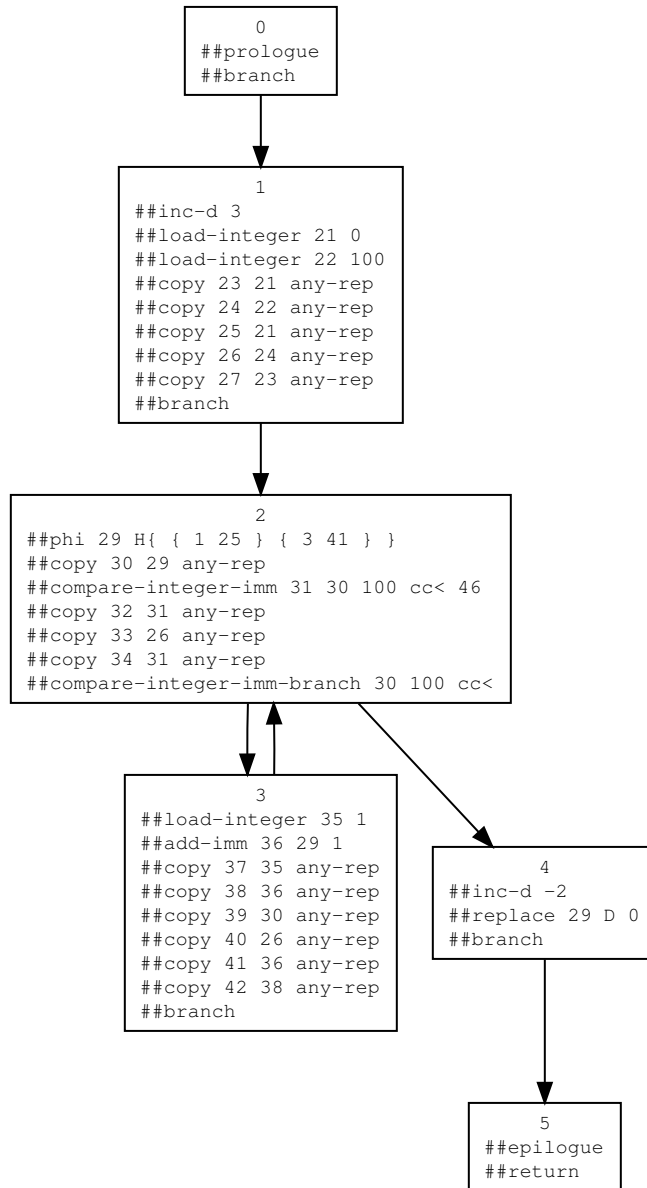 0
##prologue
##branch
1
##inc-d 3
##load-integer 21 0
##load-integer 22 100
##copy 23 21 any-rep
##copy 24 22 any-rep
##copy 25 21 any-rep
##copy 26 24 any-rep
##copy 27 23 any-rep
##branch
2
##phi 29 H{ { 1 25 } { 3 41 } }
##copy 30 29 any-rep
##compare-integer-imm 31 30 100 cc< 46
##copy 32 31 any-rep
##copy 33 26 any-rep
##copy 34 31 any-rep
##compare-integer-imm-branch 30 100 cc<
3
##load-integer 35 1
##add-imm 36 29 1
##copy 37 35 any-rep
##copy 38 36 any-rep
##copy 39 30 any-rep
##copy 40 26 any-rep
##copy 41 36 any-rep
##copy 42 38 any-rep
##branch
4
##inc-d -2
##replace 29 D 0
##branch
5
##epilogue
##return